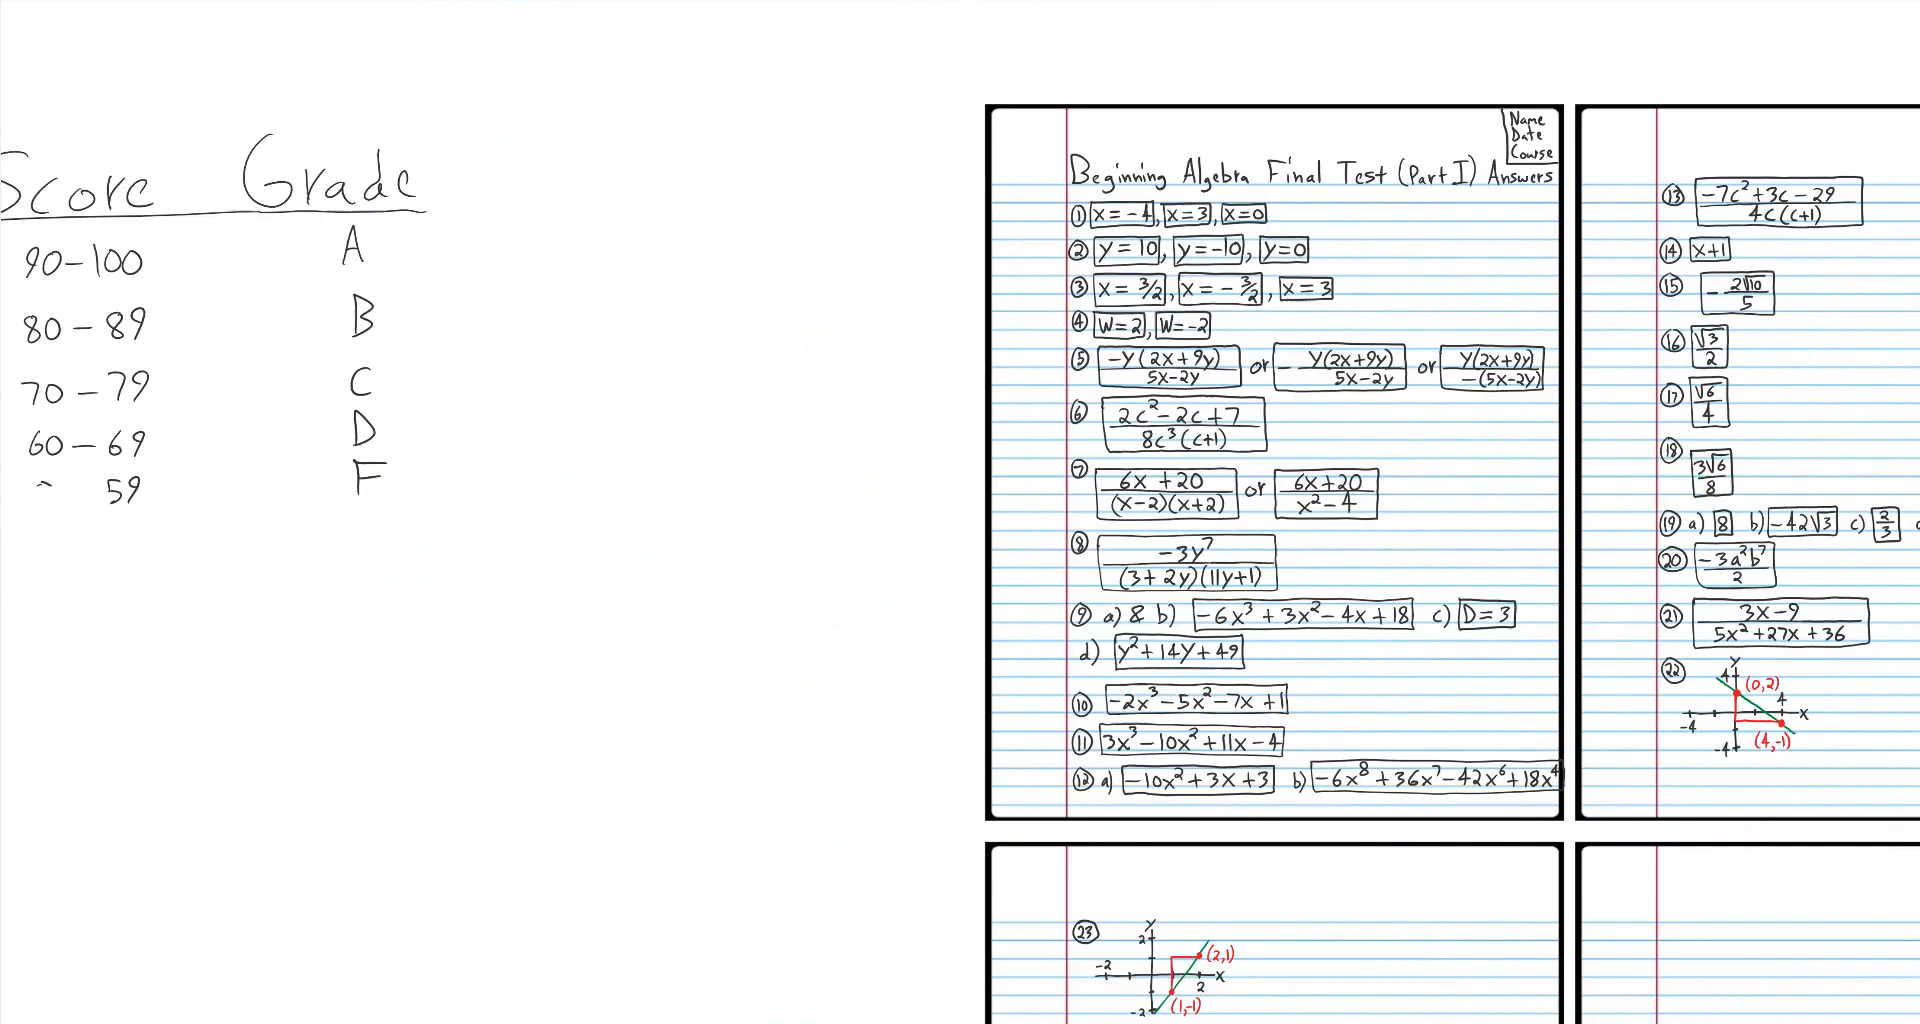 Score Grade
90-100 A
80-89 B
70-79 C
60-69 D
59 F
Name
Date
Course
Beginning Algebra Final Test (Part I) Answers
① x = -4, x = 3, x = 0
② y = 10, y = -10, y = 0
③ x = 3/2, x = -3/2, x = 3
④ W = 2, W = -2
⑤ -y(2x+9y)/5x-2y or - y(2x+9y)/5x-2y or y(2x+9y)/-(5x-2y)
⑥ 2c²-2c+7/8c³(c+1)
⑦ 6x+20/(x-2)(x+2) or 6x+20/x²-4
⑧ -3y⁷/(3+2y)(11y+1)
⑨ a) & b) -6x³+3x²-4x+18 c) D=3
d) y²+14y+49
⑩ -2x³-5x²-7x+1
⑪ 3x³-10x²+11x-4
⑫ a) -10x²+3x+3 b) -6x⁸+36x⁷-42x⁶+18x⁴
⑬ -7c²+3c-29/4c(c+1)
⑭ x+1
⑮ - 2√10/5
⑯ √3/2
⑰ √6/4
⑱ 3√6/8
⑲ a) 8 b) -42√3 c) 2/3
⑳ -3a²b⁷/2
㉑ 3x-9/5x²+27x+36
㉒ y
4 (0,2)
4
-4 x
-4 (4,-1)
㉓ y
2 (2,1)
-2 2 x
-2 (1,-1)